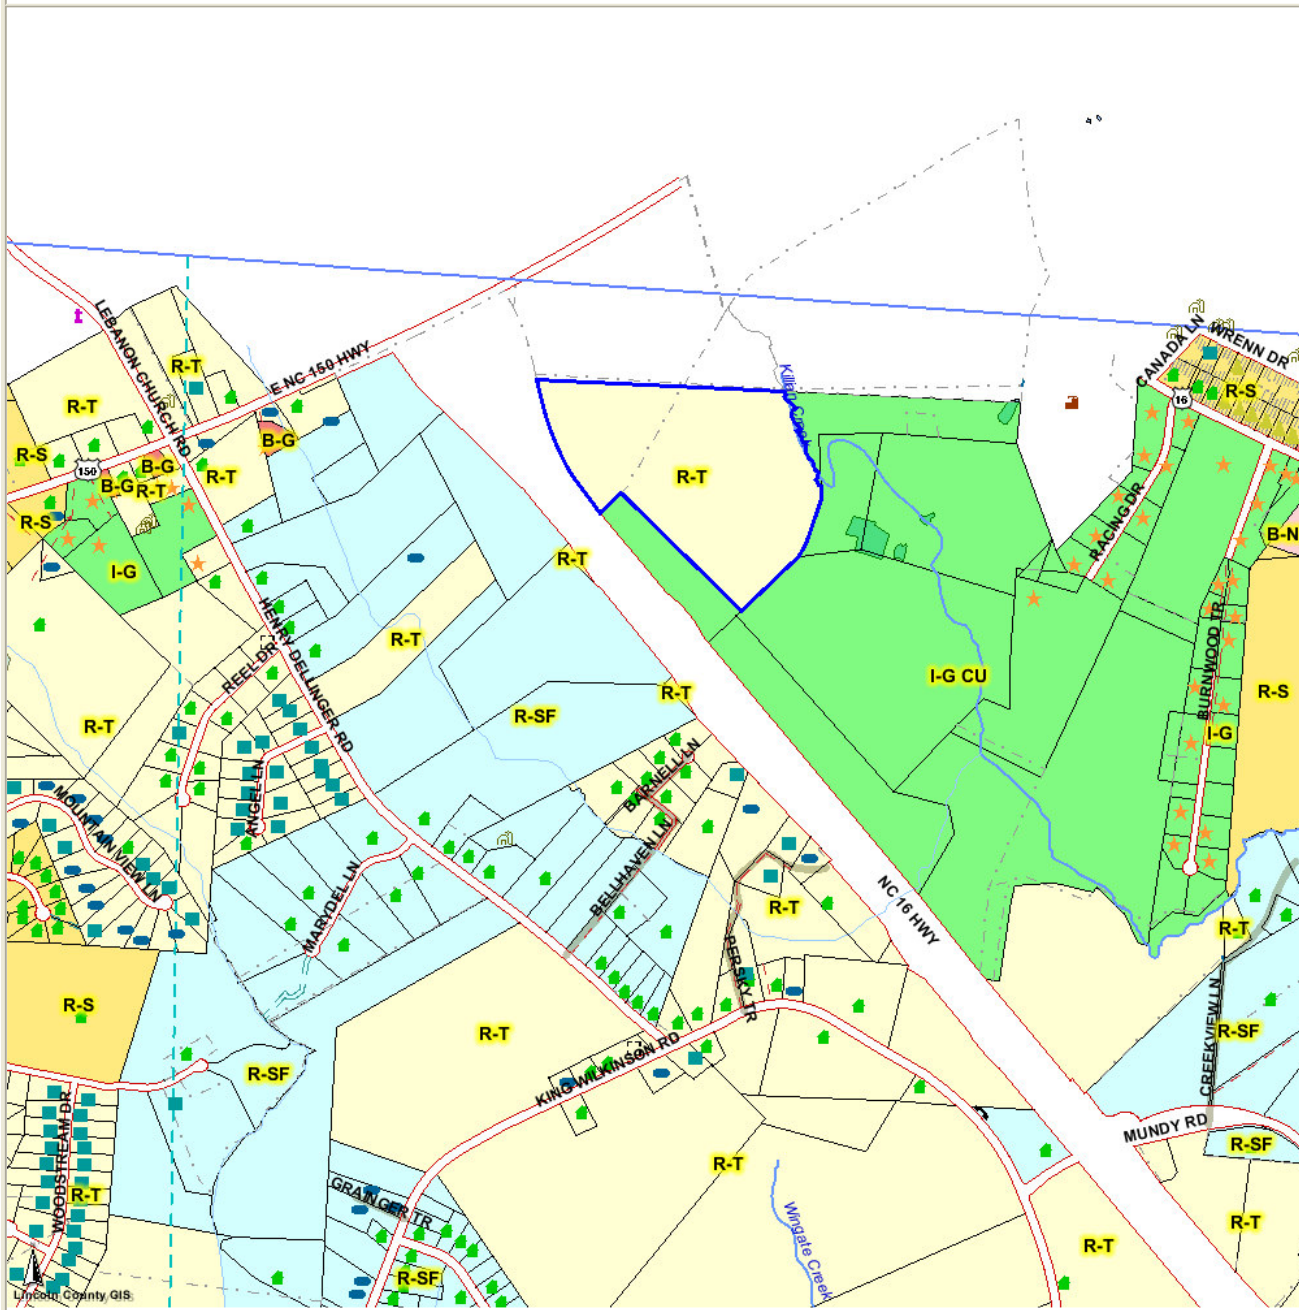 CANADA LN
WRENN DR
LEBANON CHURCH RD
E NC 150 HWY
R-T
Killian Creek
16
R-S
R-T
B-G
R-S
150
B-G
B-G
R-T
R-T
R-T
R-S
RACING DR
B-N
I-G
R-T
HENRY DELLINGER RD
R-T
REEL DR
BURNWOOD TR
I-G CU
R-T
R-S
R-SF
R-T
I-G
BARNELL LN
MOUNTAIN VIEW LN
ANGEL LN
BELLHAVEN LN
MARYDEL LN
NC 16 HWY
R-T
R-T
PERSKY TR
R-S
R-T
CREEKVIEW LN
R-SF
R-SF
KING WILKINSON RD
WOODSTREAM DR
MUNDY RD
R-SF
R-T
R-T
GRAINGER TR
Wingate Creek
R-T
R-T
R-SF
Lincoln County GIS